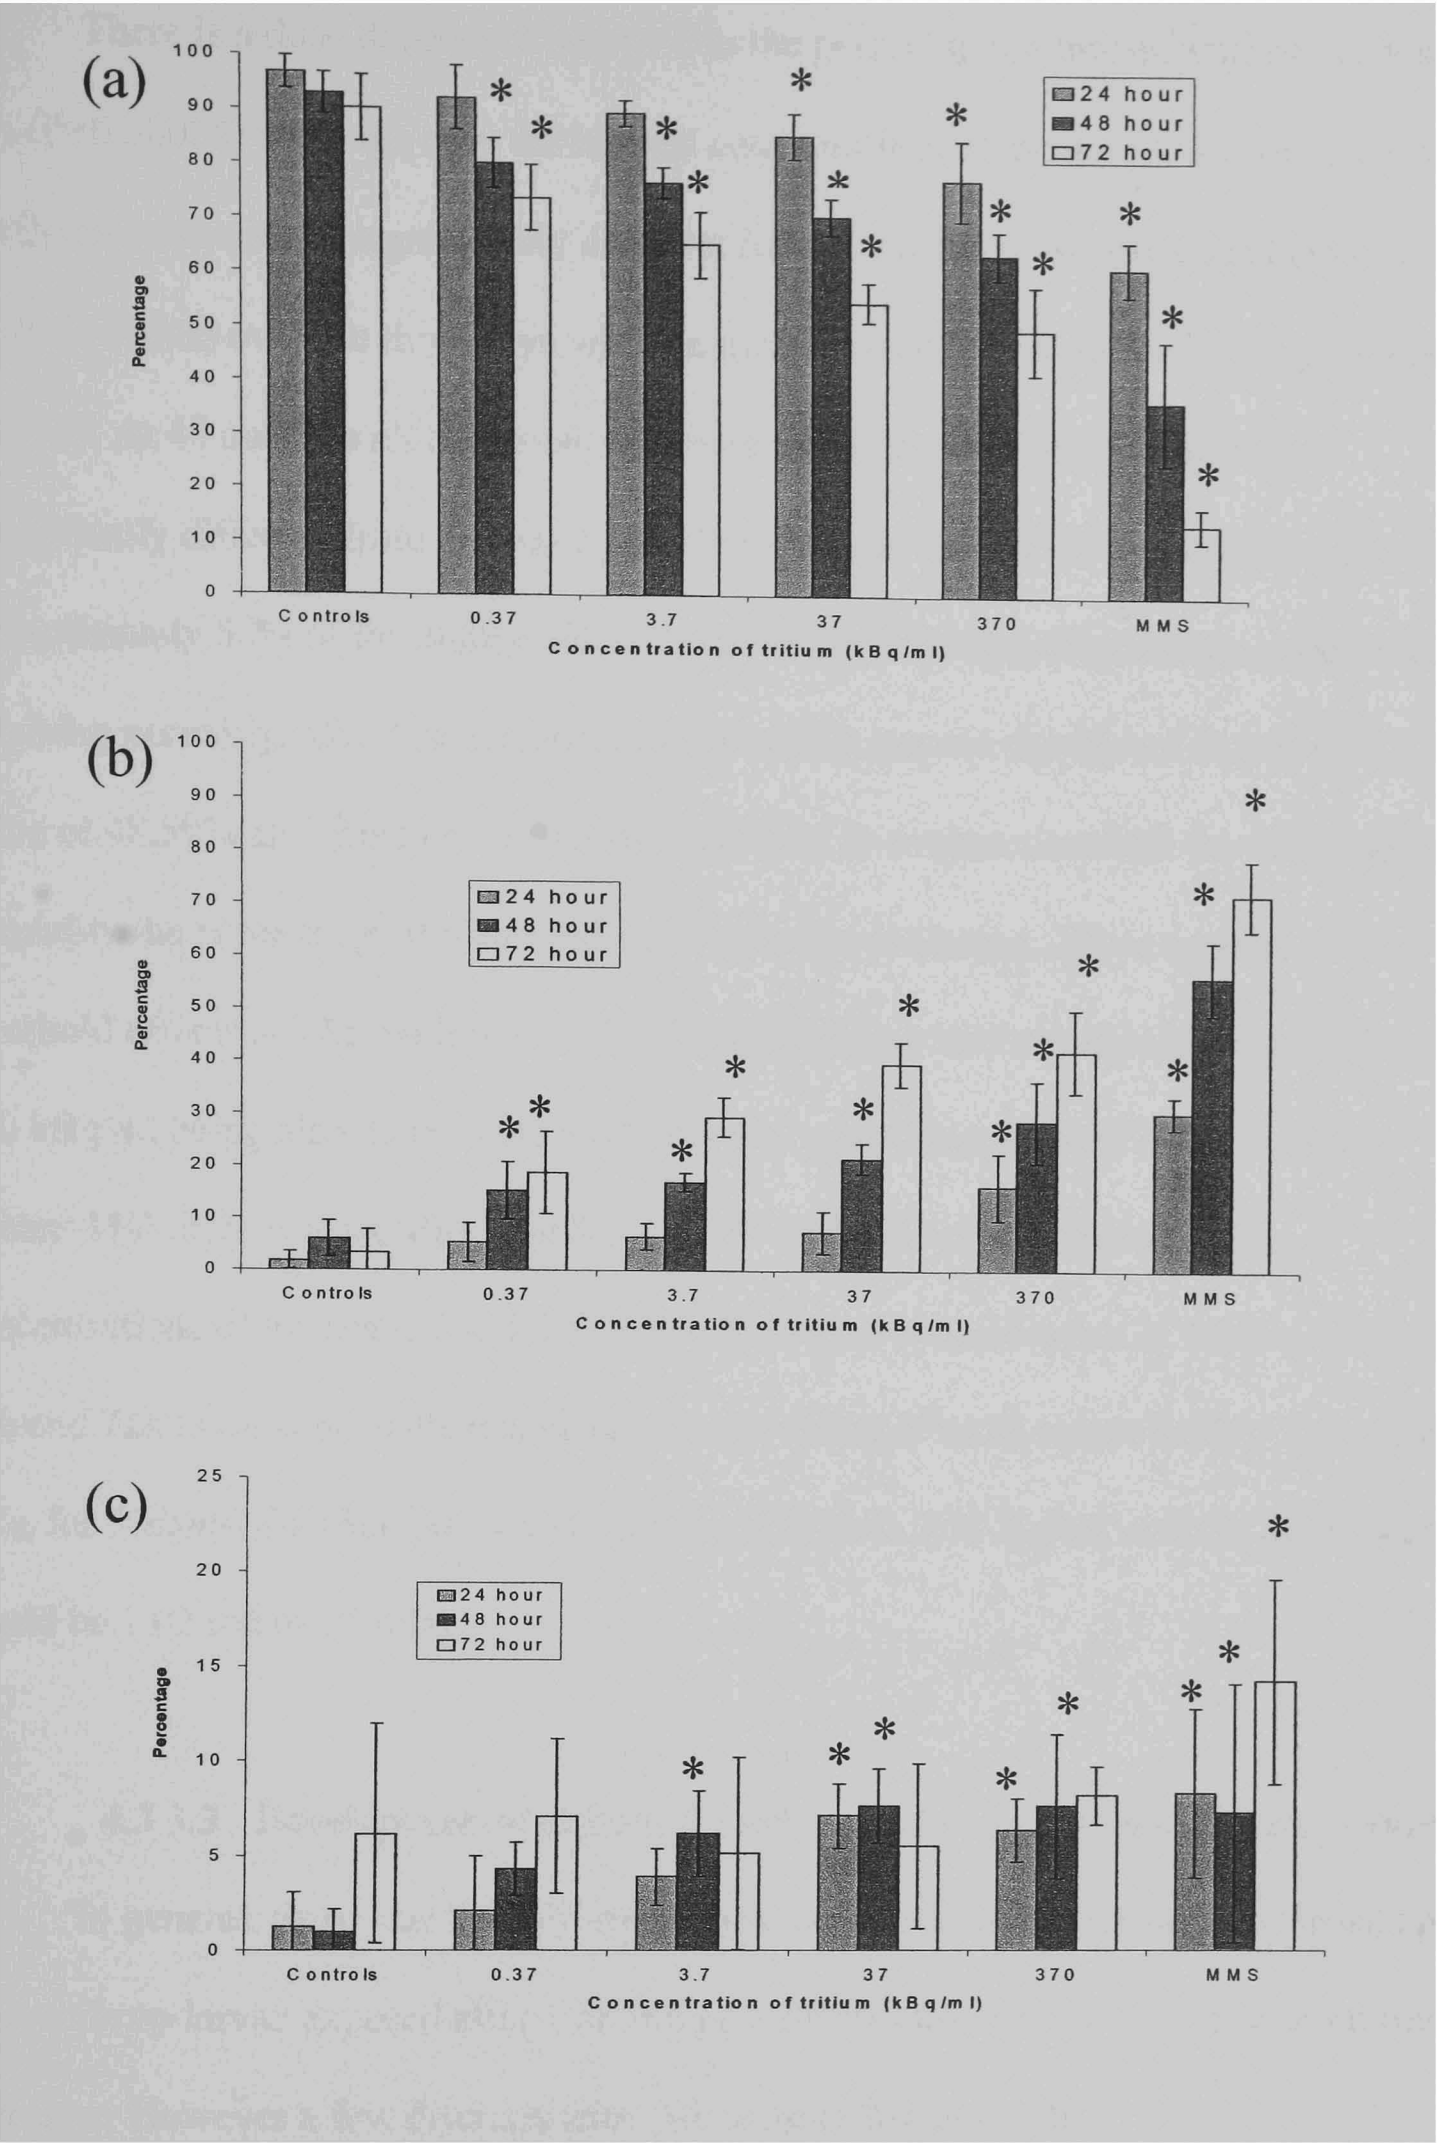 (a)
100
90
80
70
60
50
40
30
20
10
0
Percentage
24 hour
48 hour
72 hour
* * * * * * * * * * * * *
Controls 0.37 3.7 37 370 MMS
Concentration of tritium (kBq/ml)
(b)
100
90
80
70
60
50
40
30
20
10
0
Percentage
24 hour
48 hour
72 hour
* * * * * * * * * * * *
Controls 0.37 3.7 37 370 MMS
Concentration of tritium (kBq/ml)
(c)
25
20
15
10
5
0
Percentage
24 hour
48 hour
72 hour
* * * * * * * *
Controls 0.37 3.7 37 370 MMS
Concentration of tritium (kBq/ml)